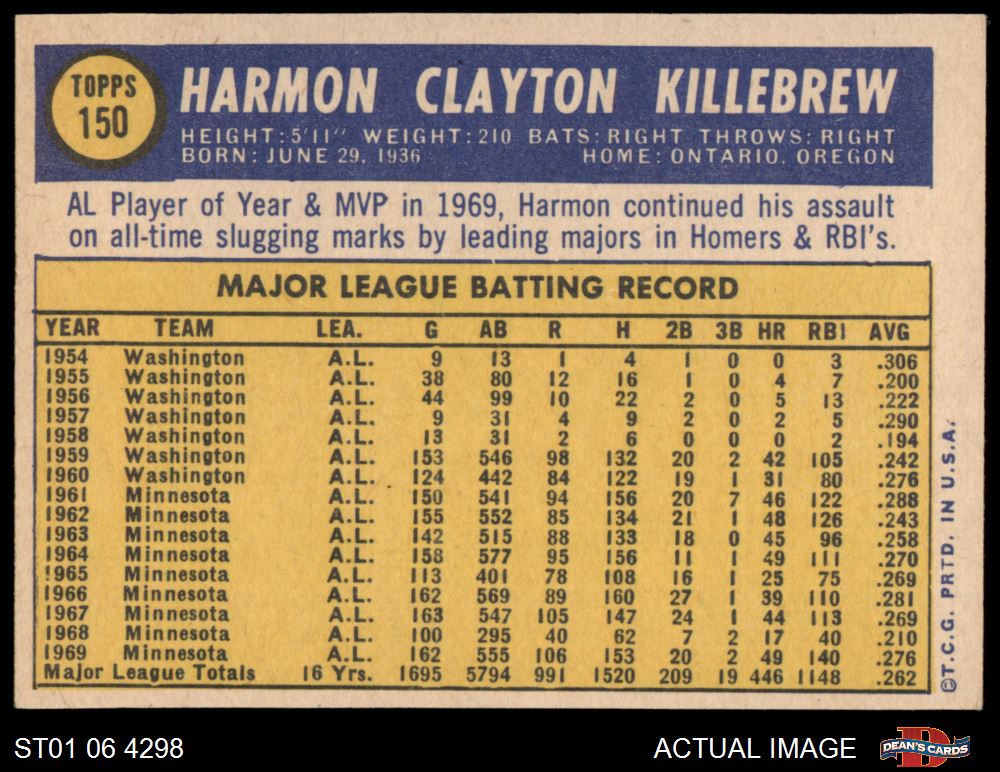 TOPPS
150
HARMON CLAYTON KILLEBREW
HEIGHT: 5'11" WEIGHT: 210 BATS: RIGHT THROWS: RIGHT
BORN: JUNE 29, 1936 HOME: ONTARIO, OREGON
AL Player of Year & MVP in 1969, Harmon continued his assault
on all-time slugging marks by leading majors in Homers & RBI's.
MAJOR LEAGUE BATTING RECORD
YEAR TEAM LEA. G AB R H 2B 3B HR RBI AVG
1954 Washington A.L. 9 13 1 4 1 0 0 3 .306
1955 Washington A.L. 38 80 12 16 1 0 4 7 .200
1956 Washington A.L. 44 99 10 22 2 0 5 13 .222
1957 Washington A.L. 9 31 4 9 2 0 2 5 .290
1958 Washington A.L. 13 31 2 6 0 0 0 2 .194
1959 Washington A.L. 153 546 98 132 20 2 42 105 .242
1960 Washington A.L. 124 442 84 122 19 1 31 80 .276
1961 Minnesota A.L. 150 541 94 156 20 7 46 122 .288
1962 Minnesota A.L. 155 552 85 134 21 1 48 126 .243
1963 Minnesota A.L. 142 515 88 133 18 0 45 96 .258
1964 Minnesota A.L. 158 577 95 156 11 1 49 111 .270
1965 Minnesota A.L. 113 401 78 108 16 1 25 75 .269
1966 Minnesota A.L. 162 569 89 160 27 1 39 110 .281
1967 Minnesota A.L. 163 547 105 147 24 1 44 113 .269
1968 Minnesota A.L. 100 295 40 62 7 2 17 40 .210
1969 Minnesota A.L. 162 555 106 153 20 2 49 140 .276
Major League Totals 16 Yrs. 1695 5794 991 1520 209 19 446 1148 .262
©T.C.G. PRTD. IN U.S.A.
ST01 06 4298
ACTUAL IMAGE
D
DEAN'S CARDS